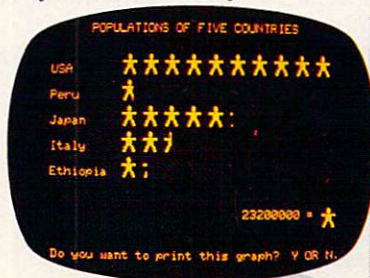 POPULATIONS OF FIVE COUNTRIES
USA
Peru
Japan
Italy
Ethiopia
23200000 =
Do you want to print this graph? Y OR N.